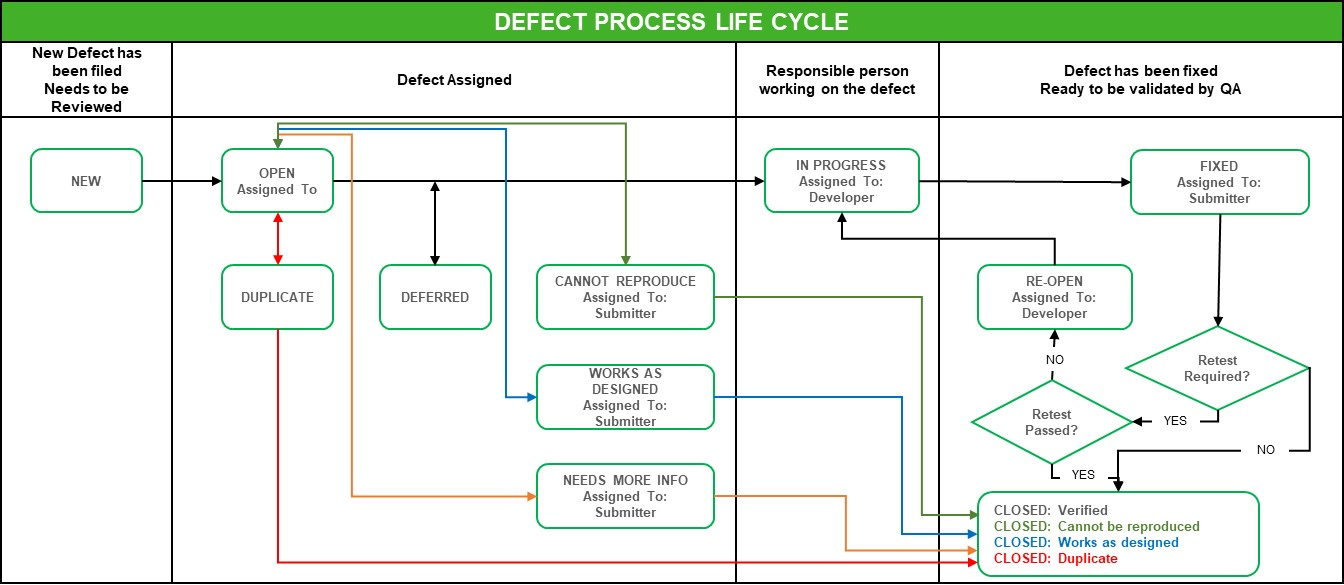 DEFECT PROCESS LIFE CYCLE
New Defect has
been filed
Needs to be
Reviewed
Defect Assigned
Responsible person
working on the defect
Defect has been fixed
Ready to be validated by QA
NEW
OPEN
Assigned To
IN PROGRESS
Assigned To:
Developer
FIXED
Assigned To:
Submitter
DUPLICATE
DEFERRED
CANNOT REPRODUCE
Assigned To:
Submitter
RE-OPEN
Assigned To:
Developer
NO
Retest
Required?
WORKS AS
DESIGNED
Assigned To:
Submitter
Retest
Passed?
YES
NO
YES
NEEDS MORE INFO
Assigned To:
Submitter
CLOSED: Verified
CLOSED: Cannot be reproduced
CLOSED: Works as designed
CLOSED: Duplicate